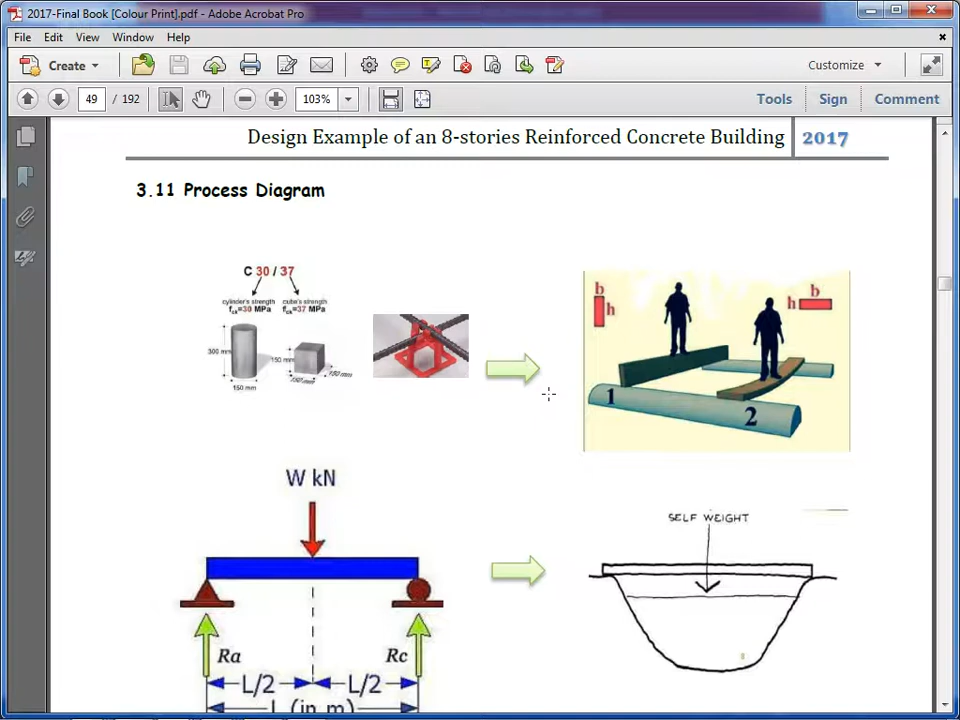 2017-Final Book [Colour Print].pdf - Adobe Acrobat Pro
File Edit View Window Help
Create Customize
49 / 192 103% Tools Sign Comment
Design Example of an 8-stories Reinforced Concrete Building 2017
3.11 Process Diagram
C 30 / 37
cylinder's strength cube's strength
fck=30 MPa fck=37 MPa
300 mm
150 mm
150 mm
150 mm
150 mm
b
h
h
b
1
2
W kN
SELF WEIGHT
Ra
Rc
L/2 L/2
L (in m)